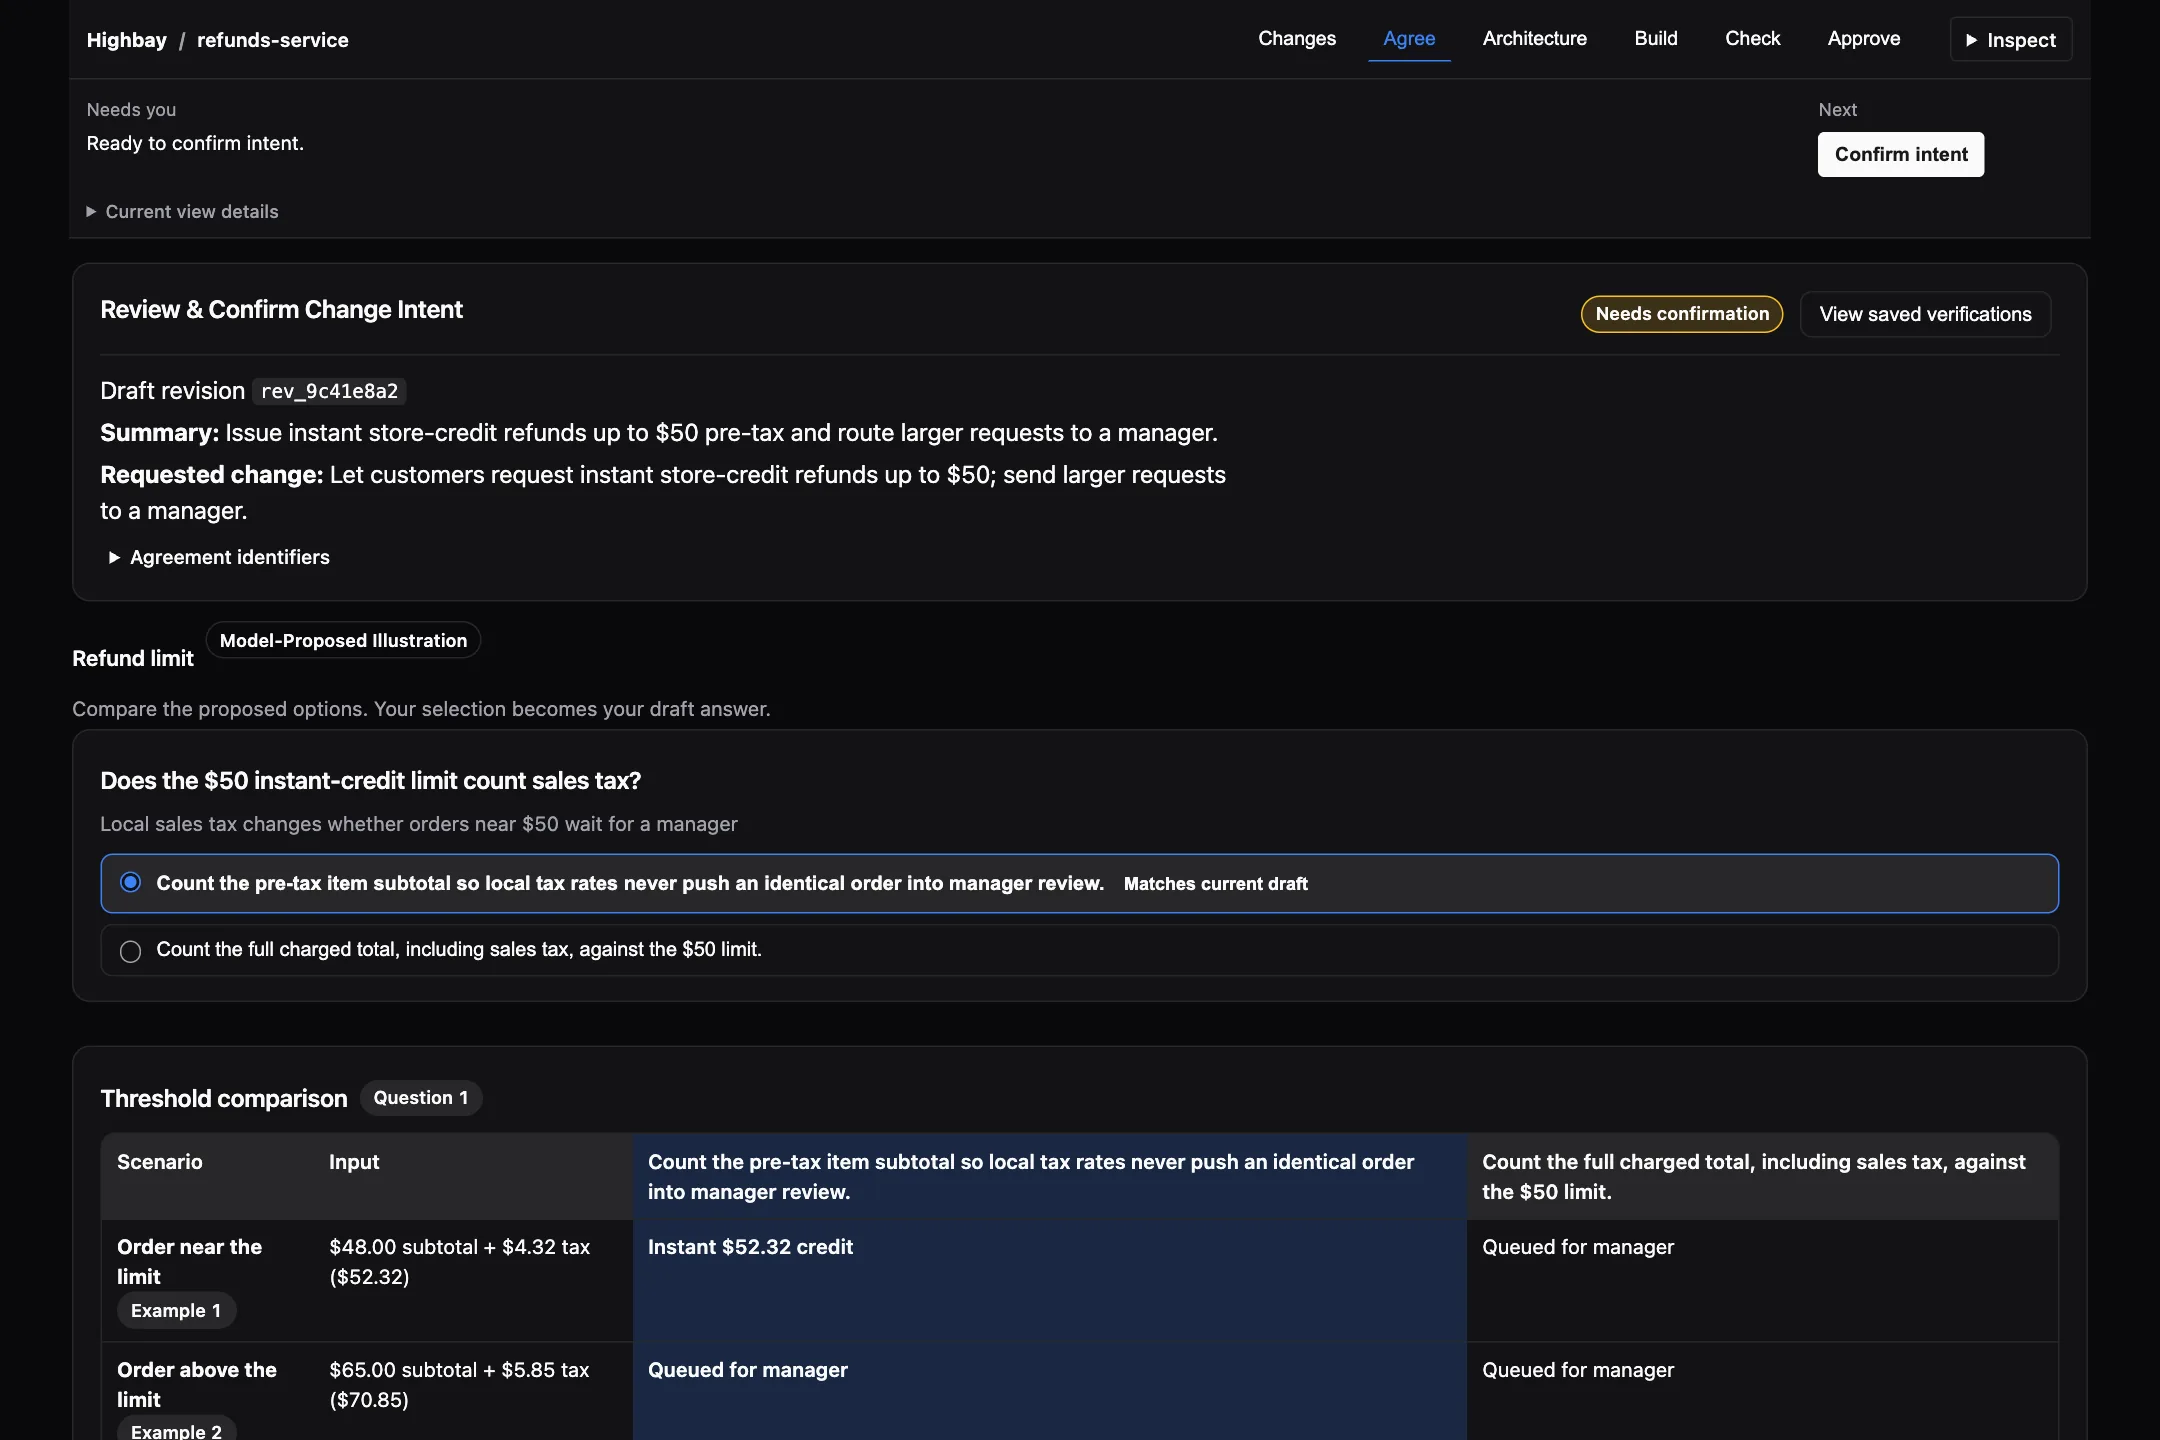 Highbay / refunds-service
Changes
Agree
Architecture
Build
Check
Approve
▶ Inspect
Needs you
Ready to confirm intent.
Next
Confirm intent
▶ Current view details
Review & Confirm Change Intent
Needs confirmation
View saved verifications
Draft revision rev_9c41e8a2
Summary: Issue instant store-credit refunds up to $50 pre-tax and route larger requests to a manager.
Requested change: Let customers request instant store-credit refunds up to $50; send larger requests
to a manager.
▶ Agreement identifiers
Refund limit
Model-Proposed Illustration
Compare the proposed options. Your selection becomes your draft answer.
Does the $50 instant-credit limit count sales tax?
Local sales tax changes whether orders near $50 wait for a manager
Count the pre-tax item subtotal so local tax rates never push an identical order into manager review. Matches current draft
Count the full charged total, including sales tax, against the $50 limit.
Threshold comparison
Question 1
Scenario
Input
Count the pre-tax item subtotal so local tax rates never push an identical order
into manager review.
Count the full charged total, including sales tax, against
the $50 limit.
Order near the
limit
Example 1
$48.00 subtotal + $4.32 tax
($52.32)
Instant $52.32 credit
Queued for manager
Order above the
limit
Example 2
$65.00 subtotal + $5.85 tax
($70.85)
Queued for manager
Queued for manager